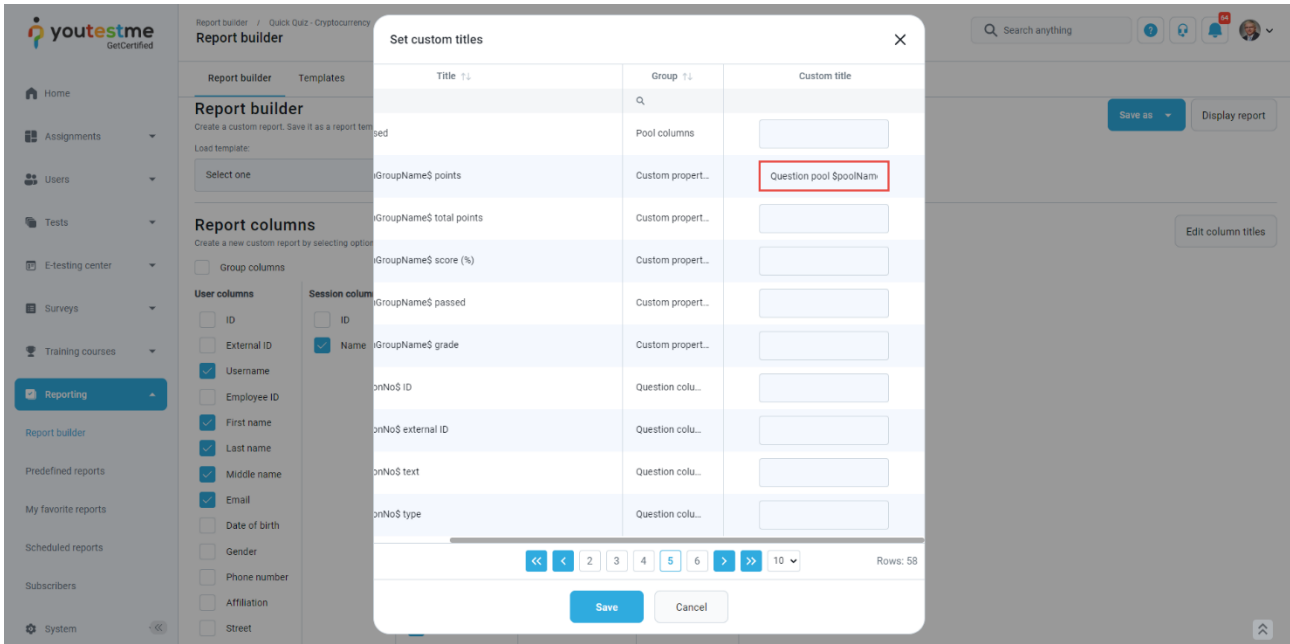 youtestme
GetCertified
Home
Assignments
Users
Tests
E-testing center
Surveys
Training courses
Reporting
Report builder
Predefined reports
My favorite reports
Scheduled reports
Subscribers
System
Report builder / Quick Quiz - Cryptocurrency
Report builder
Search anything
?
64
Report builder Templates
Report builder
Create a custom report. Save it as a report tem
Load template:
Select one
Save as
Display report
Report columns
Create a new custom report by selecting option
Edit column titles
Group columns
User columns
ID
External ID
Username
Employee ID
First name
Last name
Middle name
Email
Date of birth
Gender
Phone number
Affiliation
Street
Session colum
ID
Name
Set custom titles
Title Group Custom title
sed Pool columns
GroupName$ points Custom propert... Question pool $poolNam
GroupName$ total points Custom propert...
GroupName$ score (%) Custom propert...
GroupName$ passed Custom propert...
GroupName$ grade Custom propert...
onNo$ ID Question colu...
onNo$ external ID Question colu...
onNo$ text Question colu...
onNo$ type Question colu...
2 3 4 5 6 10 Rows: 58
Save Cancel